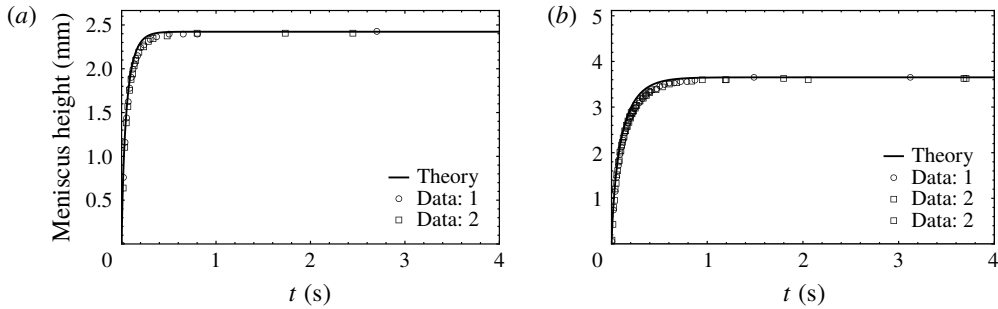 (a)
2.5
2.0
1.5
1.0
0.5
Meniscus height (mm)
Theory
Data: 1
Data: 2
0 1 2 3 4
t (s)
(b)
5
4
3
2
1
Theory
Data: 1
Data: 2
Data: 2
0 1 2 3 4
t (s)